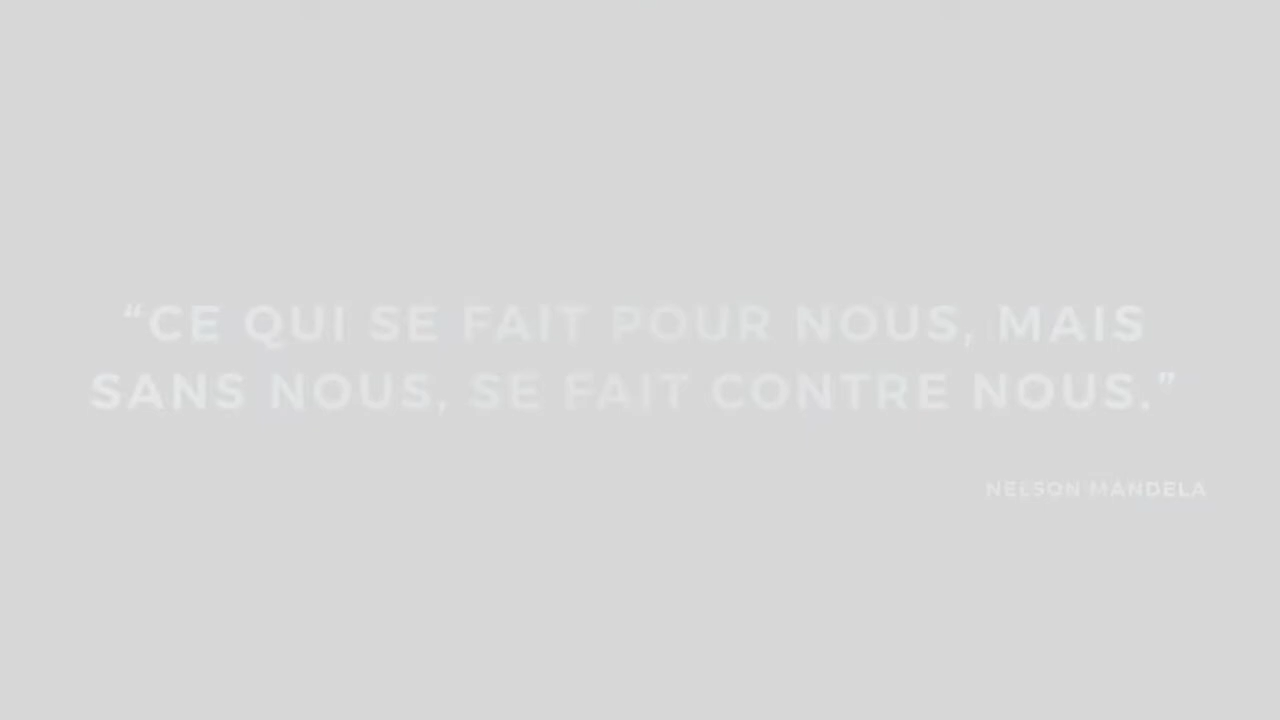 “CE QUI SE FAIT POUR NOUS, MAIS
SANS NOUS, SE FAIT CONTRE NOUS.”
NELSON MANDELA